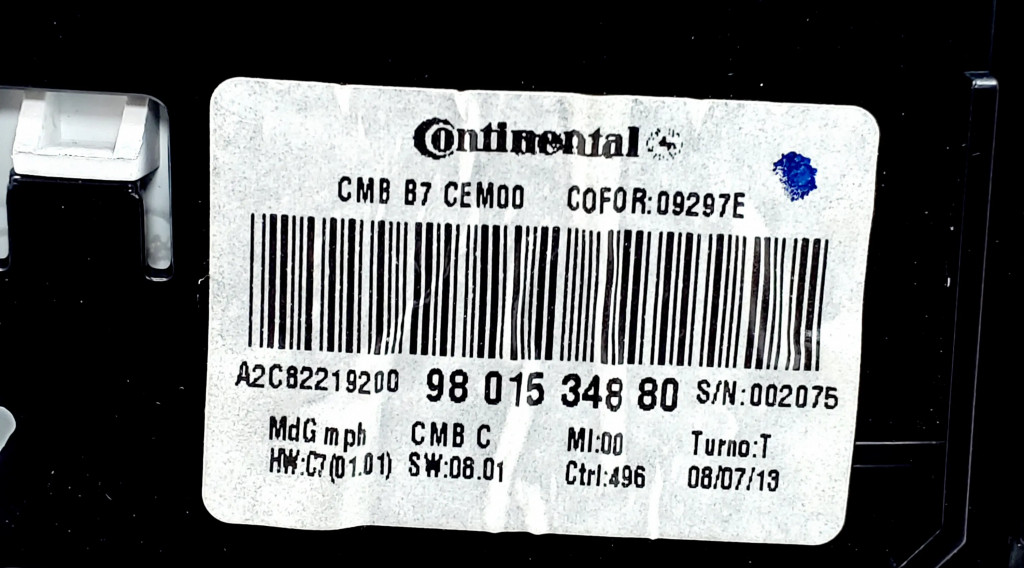 Continental
CMB B7 CEM00 COFOR:09297E
A2C82219200 98 015 348 80 S/N:002075
MdG mph CMB C MI:00 Turno:T
HW:C7(01.01) SW:08.01 Ctrl:496 08/07/13